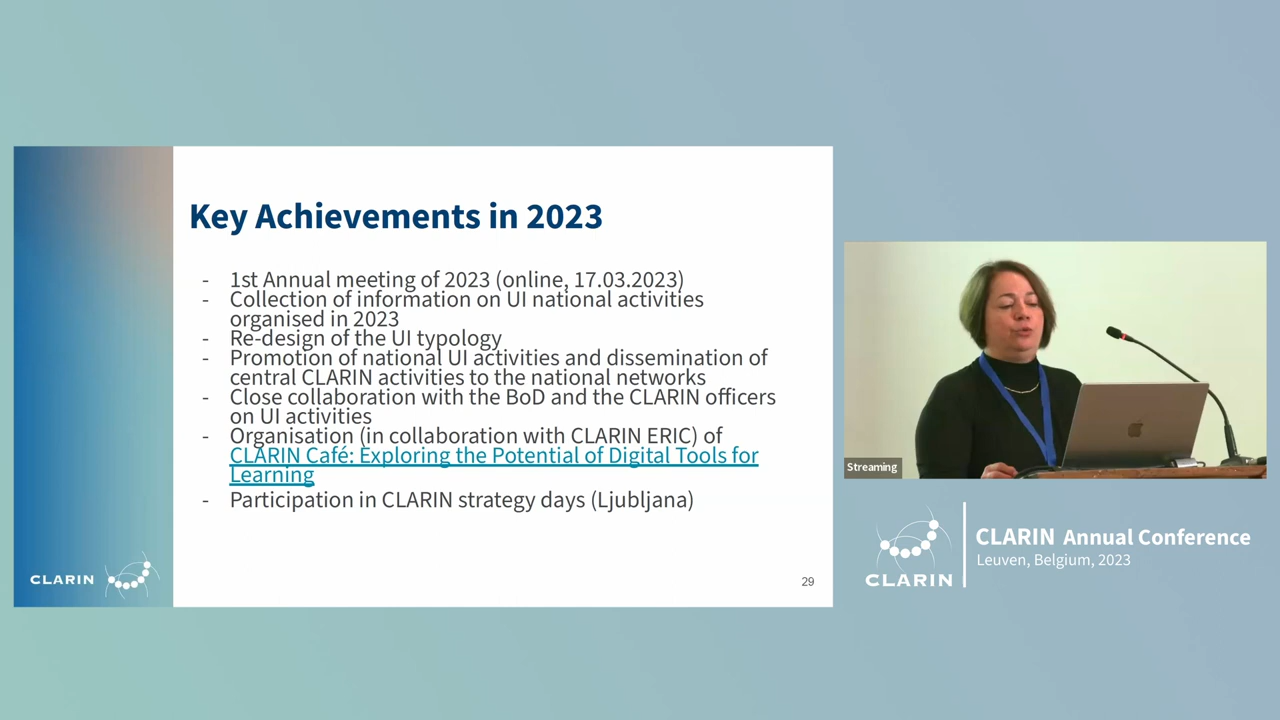 Key Achievements in 2023
- 1st Annual meeting of 2023 (online, 17.03.2023)
- Collection of information on UI national activities
organised in 2023
- Re-design of the UI typology
- Promotion of national UI activities and dissemination of
central CLARIN activities to the national networks
- Close collaboration with the BoD and the CLARIN officers
on UI activities
- Organisation (in collaboration with CLARIN ERIC) of
CLARIN Café: Exploring the Potential of Digital Tools for
Learning
- Participation in CLARIN strategy days (Ljubljana)
CLARIN
29
Streaming
CLARIN
CLARIN Annual Conference
Leuven, Belgium, 2023